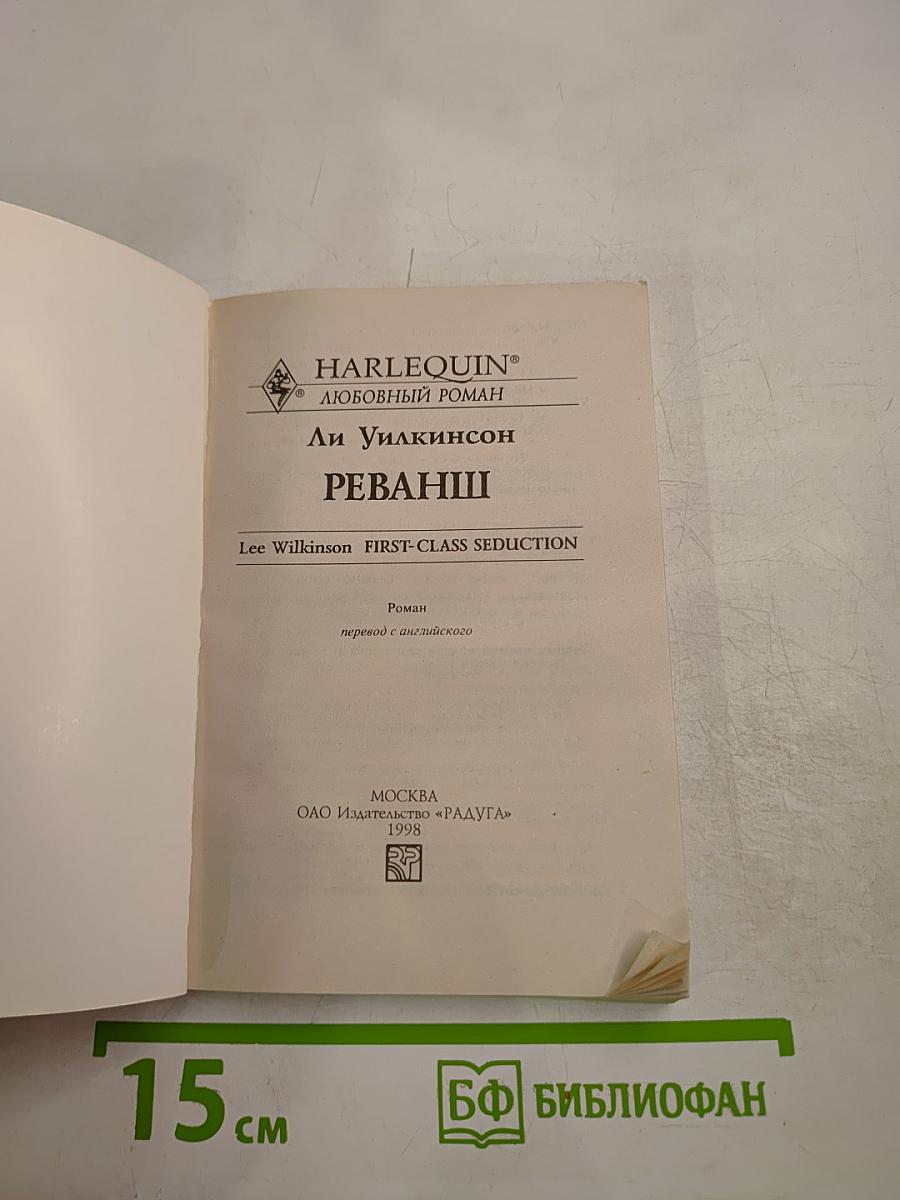 HARLEQUIN®
®
ЛЮБОВНЫЙ РОМАН
Ли Уилкинсон
РЕВАНШ
Lee Wilkinson FIRST-CLASS SEDUCTION
Роман
перевод с английского
МОСКВА
ОАО Издательство «РАДУГА»
1998
15 см
БФ БИБЛИОФАН